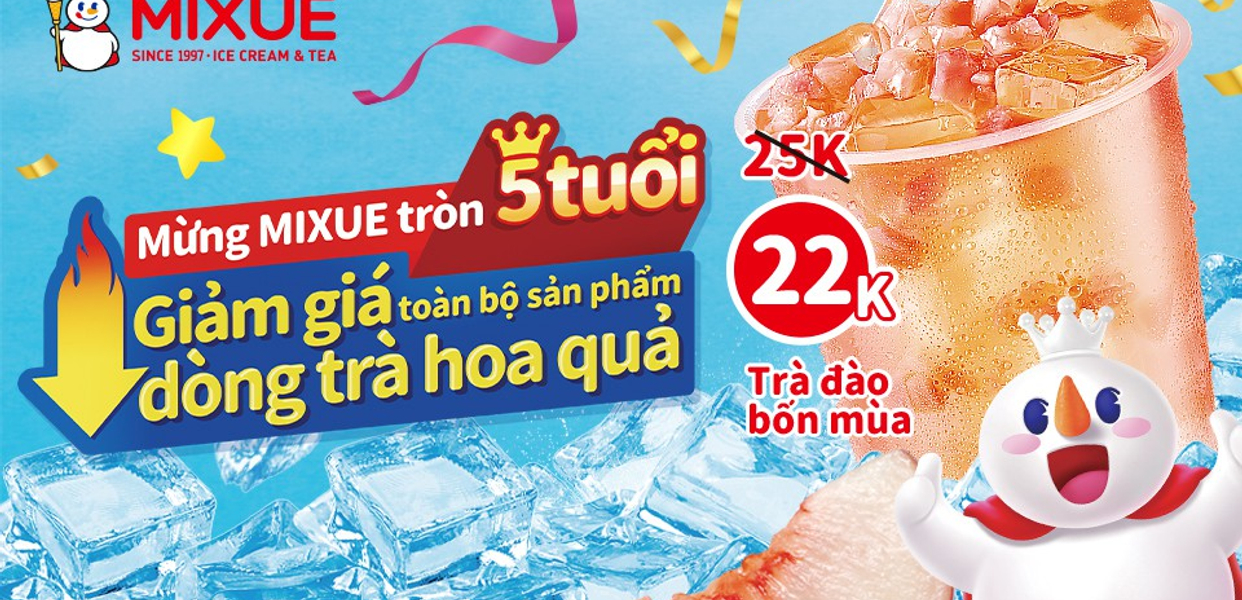 MIXUE
SINCE 1997 · ICE CREAM & TEA
Mừng MIXUE tròn 5 tuổi
Giảm giá toàn bộ sản phẩm
dòng trà hoa quả
25K
22K
Trà đào
bốn mùa